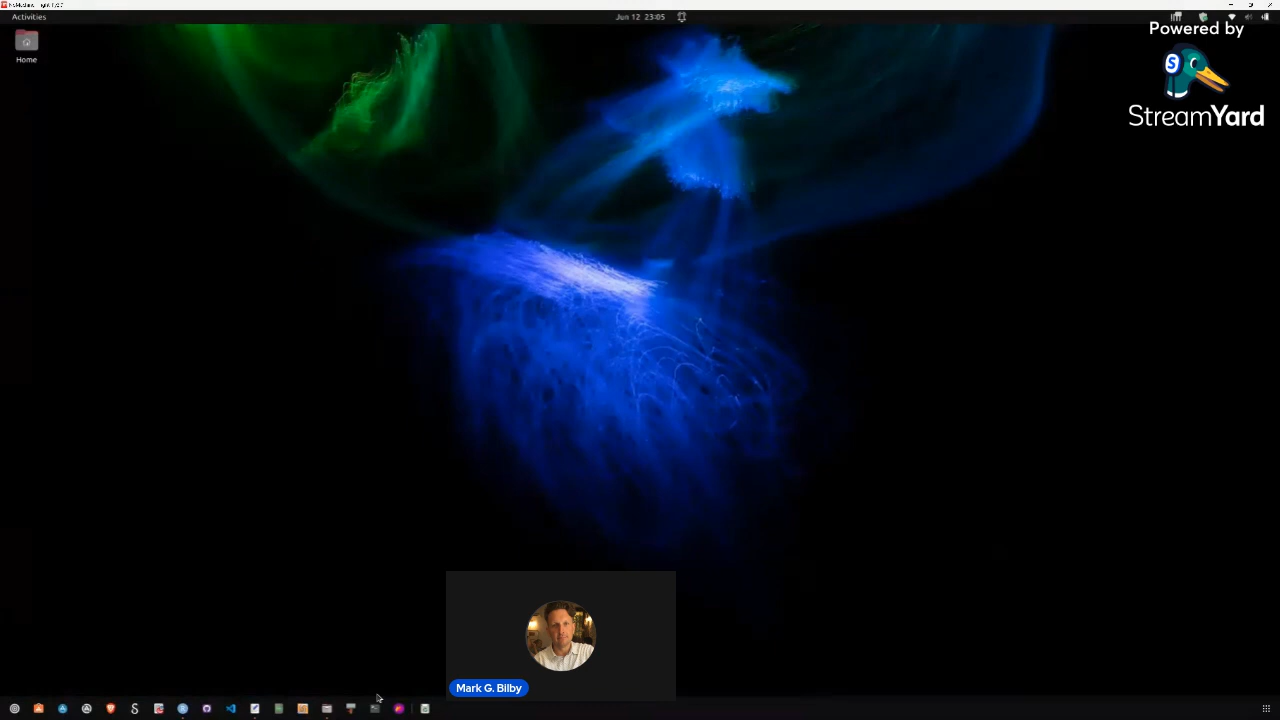 Activities
Jun 12 23:05
Home
Powered by
StreamYard
Mark G. Bilby